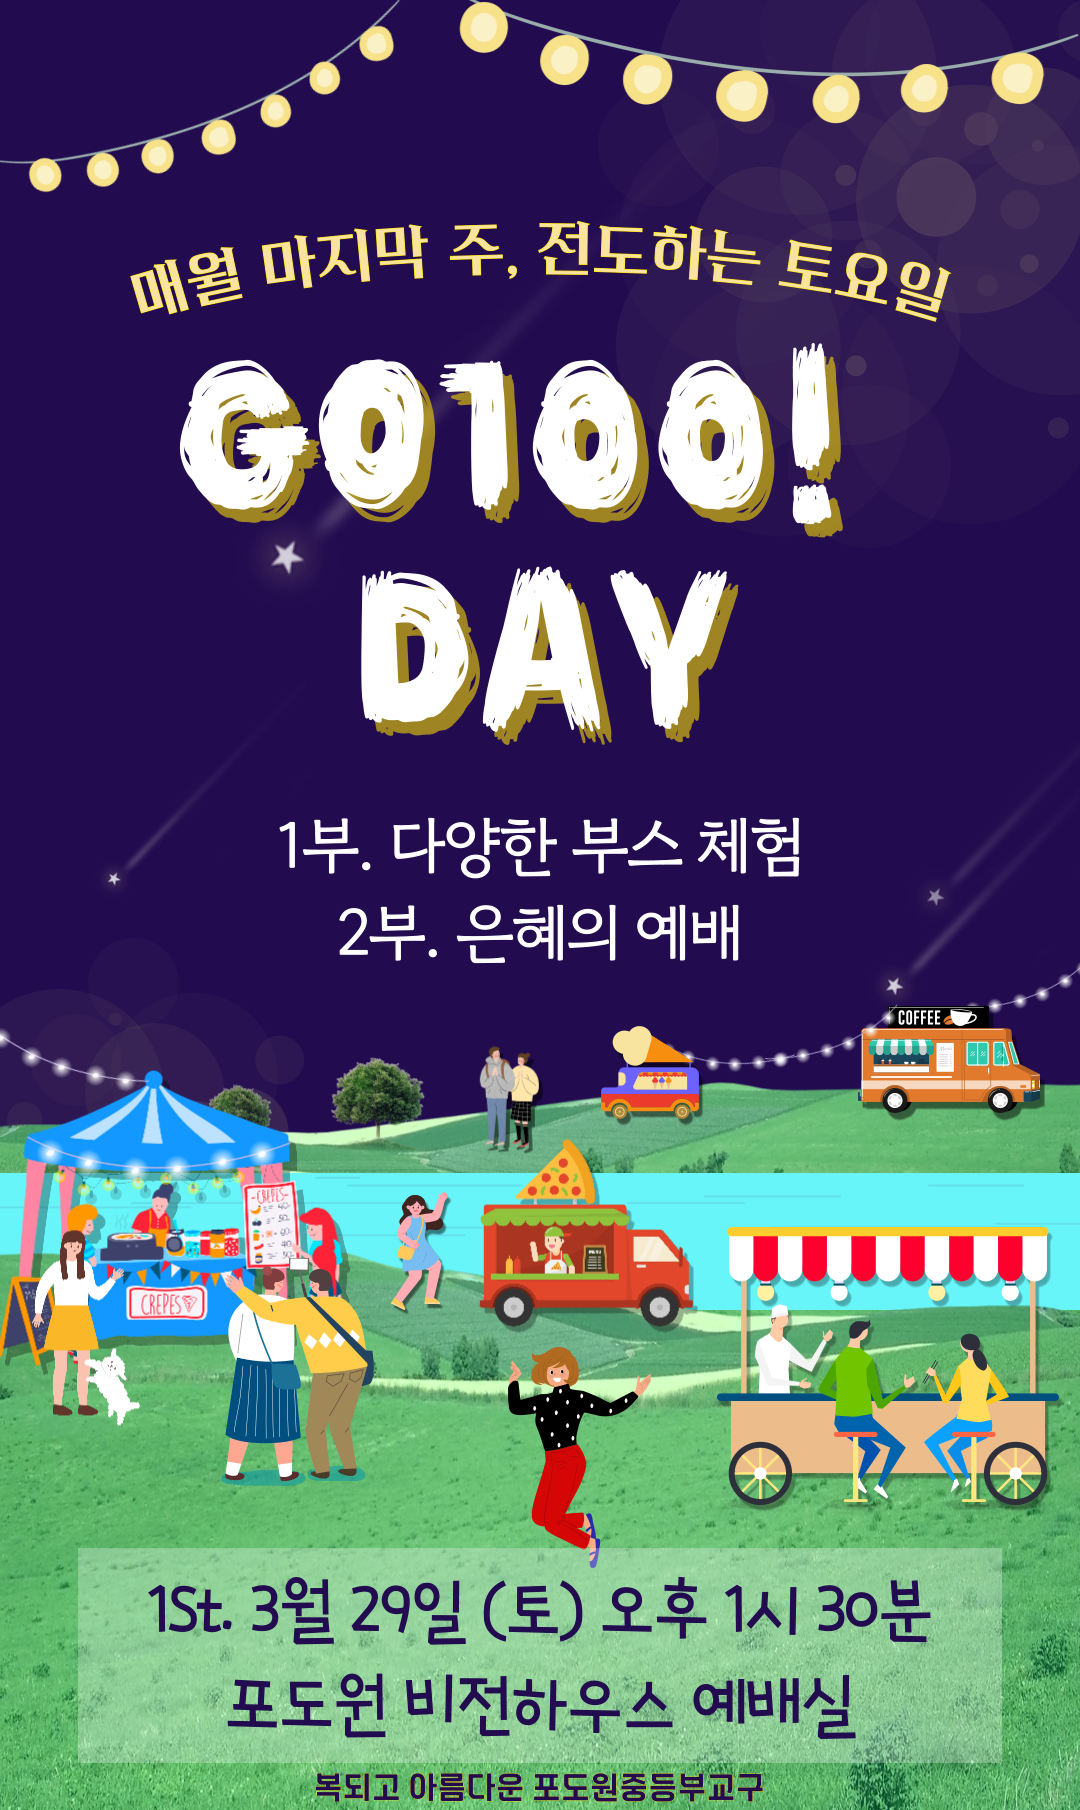 매월 마지막 주, 전도하는 토요일
GO100!
DAY
1부. 다양한 부스 체험
2부. 은혜의 예배
COFFEE
-CREPES-
CREPES
MENU
1St. 3월 29일 (토) 오후 1시 30분
포도원 비전하우스 예배실
복되고 아름다운 포도원중등부교구